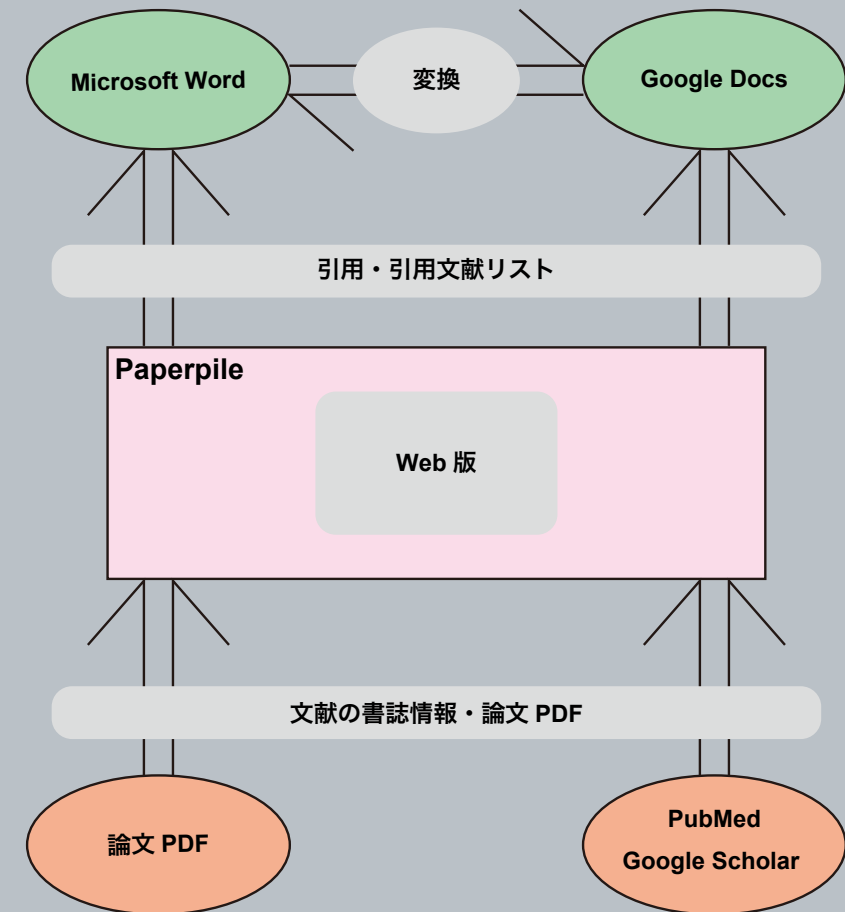 Microsoft Word
変換
Google Docs
引用・引用文献リスト
Paperpile
Web 版
文献の書誌情報・論文 PDF
論文 PDF
PubMed
Google Scholar